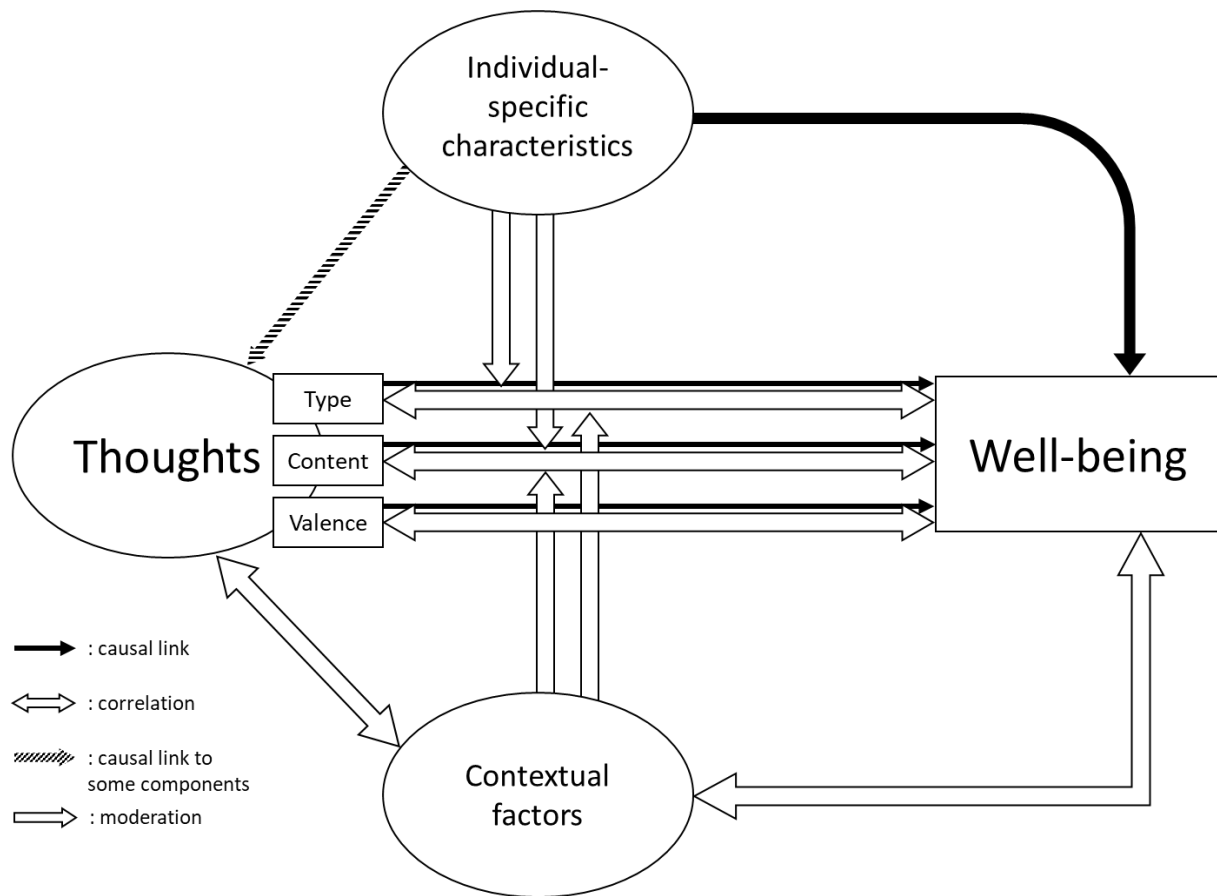 Individual-
specific
characteristics
Type
Thoughts
Content
Well-being
Valence
: causal link
: correlation
: causal link to
some components
: moderation
Contextual
factors